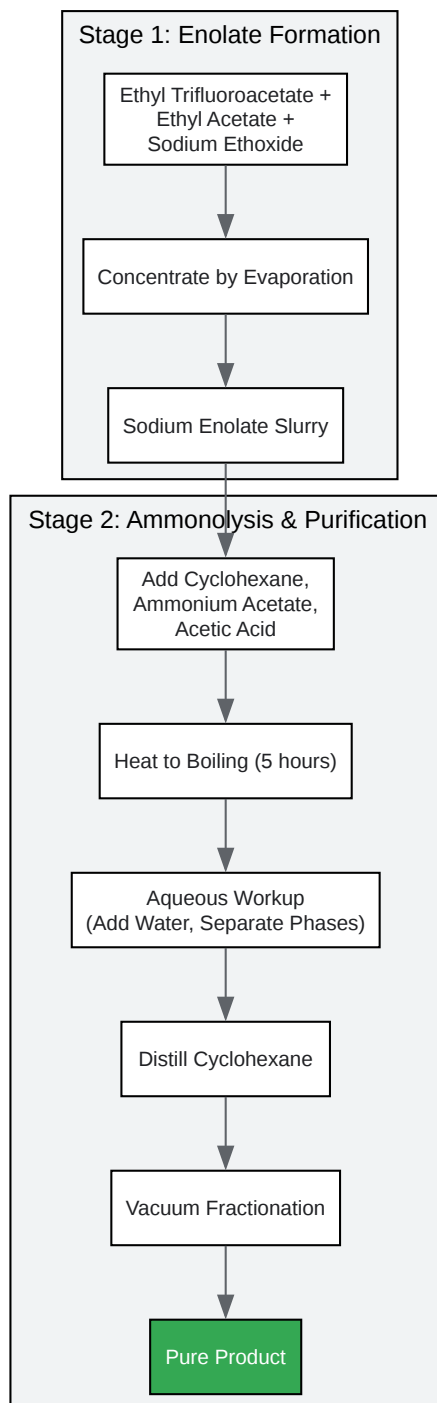 Stage 1: Enolate Formation
Ethyl Trifluoroacetate +
Ethyl Acetate +
Sodium Ethoxide
Concentrate by Evaporation
Sodium Enolate Slurry
Stage 2: Ammonolysis & Purification
Add Cyclohexane,
Ammonium Acetate,
Acetic Acid
Heat to Boiling (5 hours)
Aqueous Workup
(Add Water, Separate Phases)
Distill Cyclohexane
Vacuum Fractionation
Pure Product